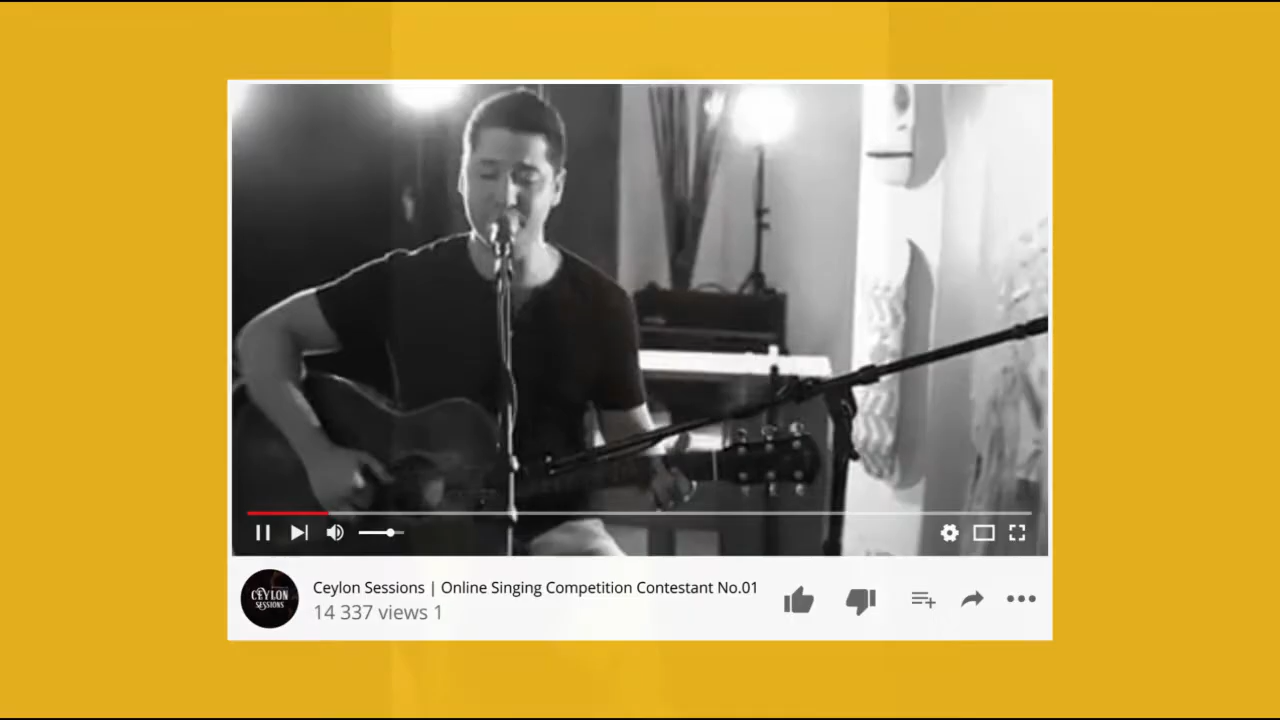 CEYLON
SESSIONS
Ceylon Sessions | Online Singing Competition Contestant No.01
14 337 views 1